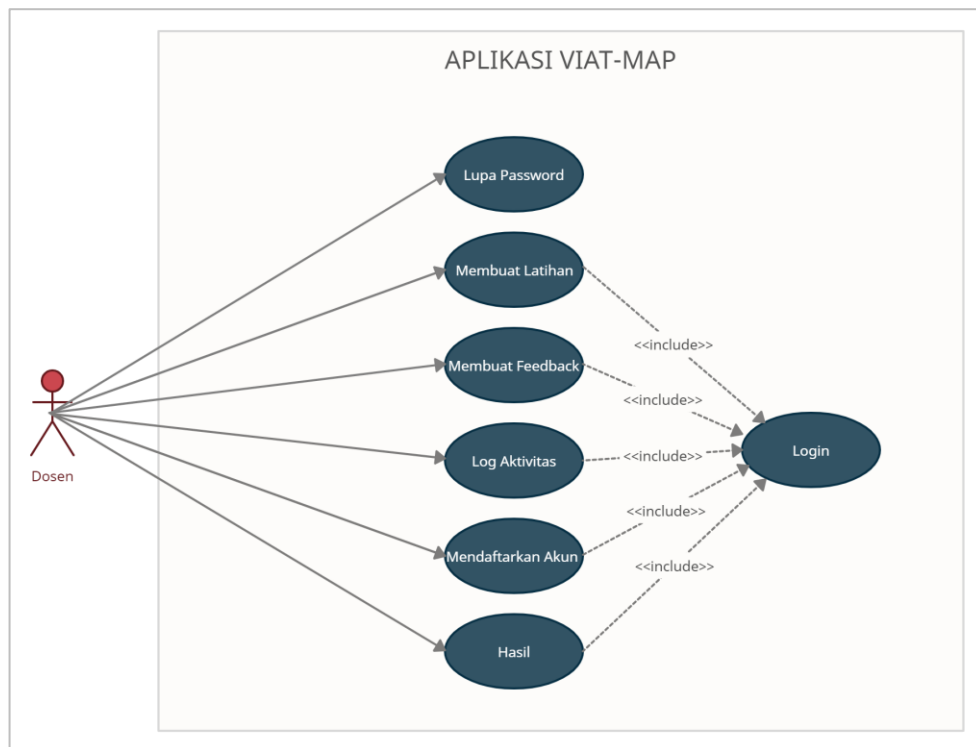 APLIKASI VIAT-MAP
Lupa Password
Membuat Latihan
<<include>>
Membuat Feedback
<<include>>
Login
Log Aktivitas
<<include>>
Dosen
<<include>>
Mendaftarkan Akun
<<include>>
Hasil